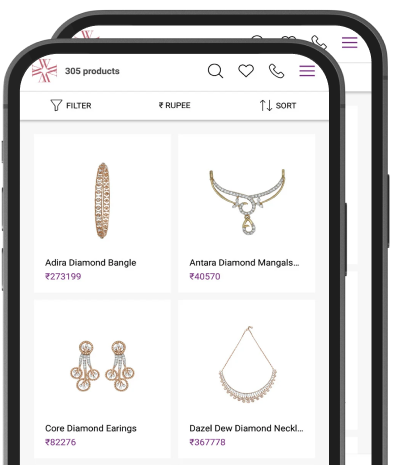 305 products
FILTER
₹ RUPEE
SORT
Adira Diamond Bangle
₹273199
Antara Diamond Mangals...
₹40570
Core Diamond Earings
₹82276
Dazel Dew Diamond Neckl...
₹367778